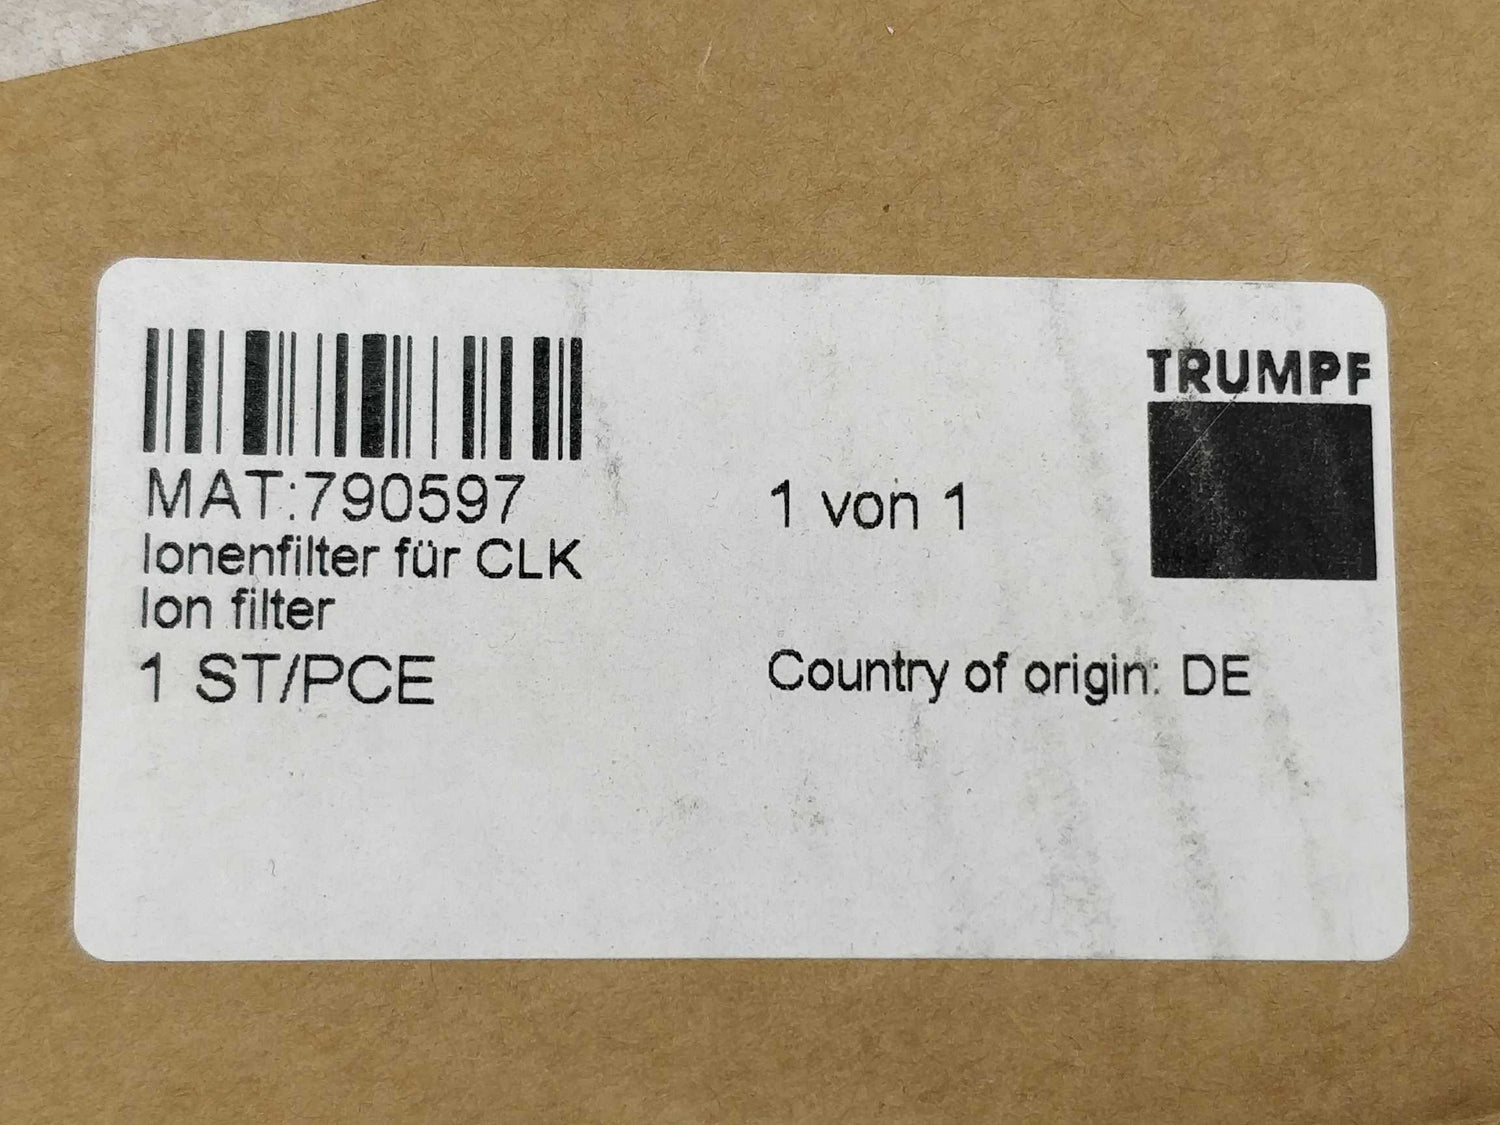 TRUMPF
MAT:790597
1 von 1
Ionenfilter für CLK
Ion filter
1 ST/PCE
Country of origin: DE